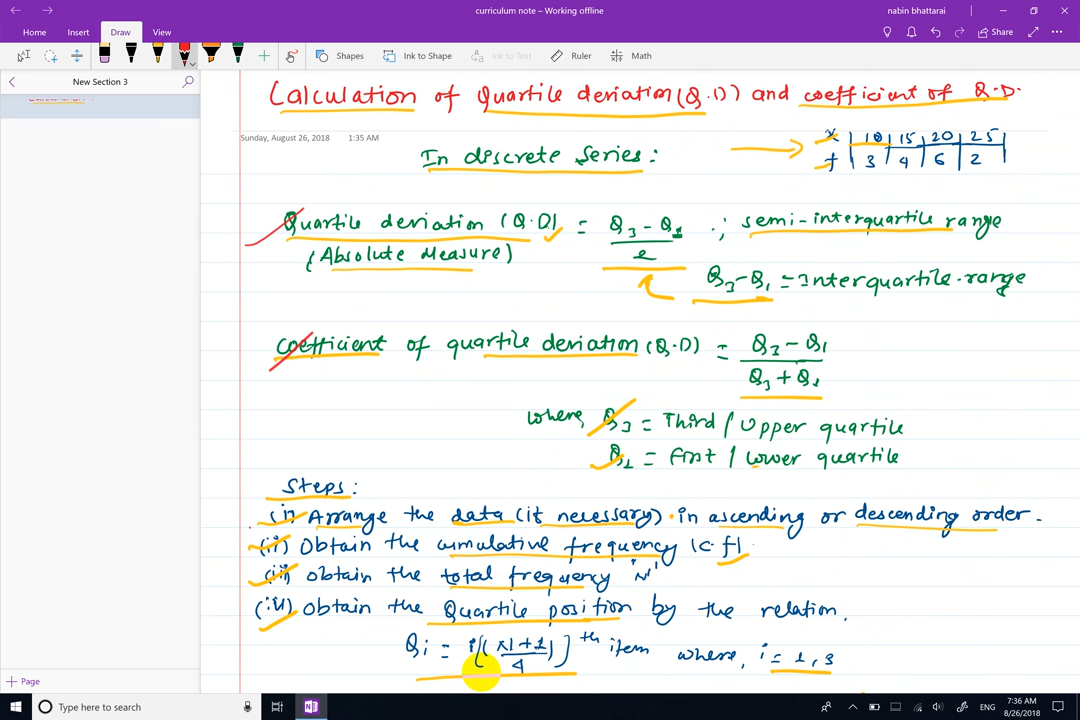 curriculum note – Working offline
nabin bhattarai
Home Insert Draw View
Share
Shapes
Ink to Shape
Ink to Text
Ruler
Math
New Section 3
Calculation of Quartile deviation (Q.D) and coefficient of Q.D.
Sunday, August 26, 2018 1:35 AM
In discrete series:
x 10 15 20 25
f 3 4 6 2
Quartile deviation (Q.D) = Q3 - Q1 / 2 ; semi-interquartile range
(Absolute Measure)
Q3 - Q1 = interquartile range
coefficient of quartile deviation (Q.D) = Q3 - Q1 / Q3 + Q1
where, Q3 = Third / Upper quartile
Q1 = First / Lower quartile
Steps:
(i) Arrange the data (if necessary) in ascending or descending order.
(ii) Obtain the cumulative frequency (c.f)
(iii) obtain the total frequency 'N'
(iv) Obtain the Quartile position by the relation.
Qi = i(N+1 / 4)th item where, i = 1, 3
Page
Type here to search
ENG
7:36 AM
8/26/2018